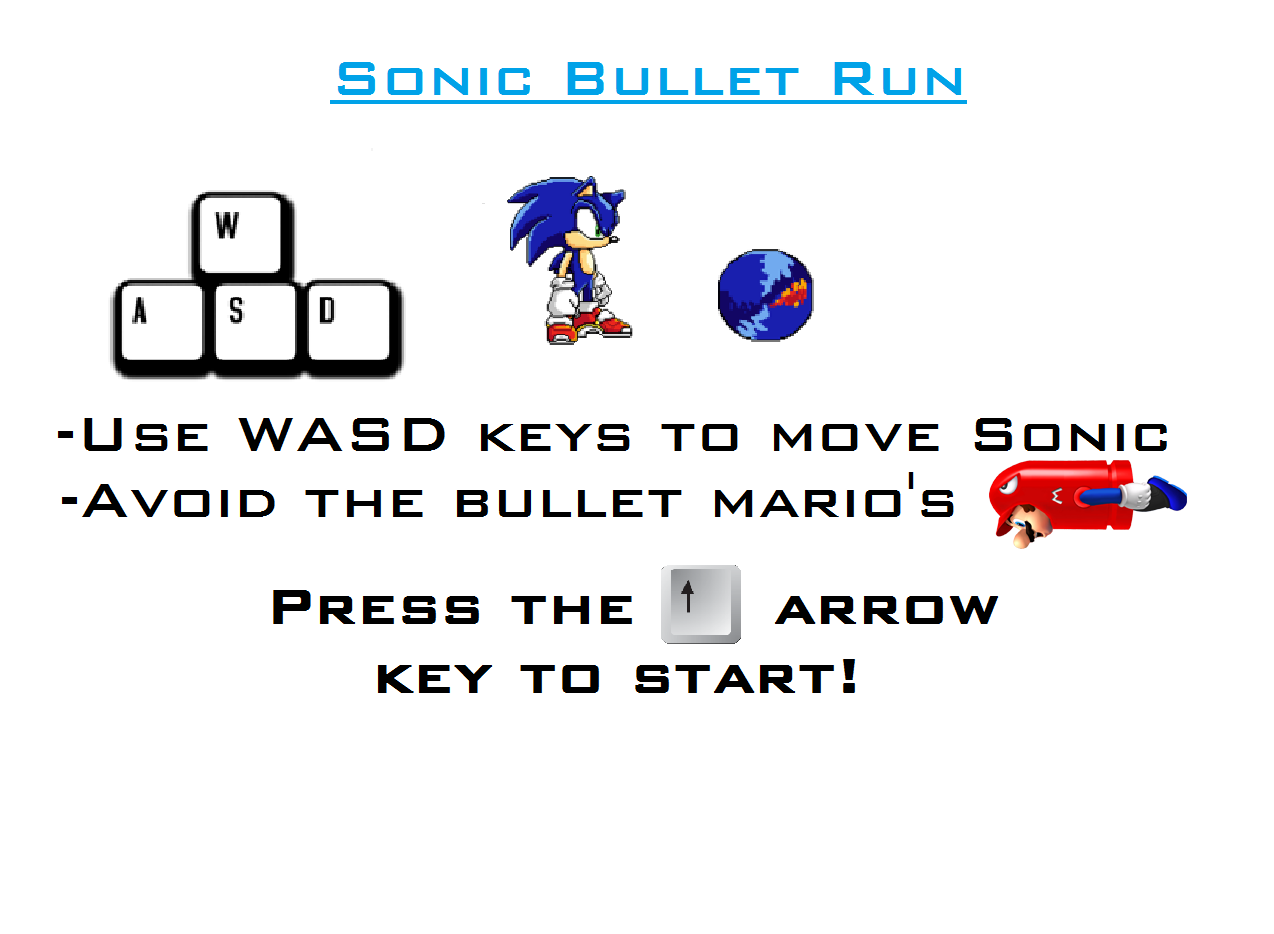 Sonic Bullet Run
W
A S D
-Use WASD keys to move Sonic
-Avoid the bullet mario's
Press the ↑ arrow
key to start!